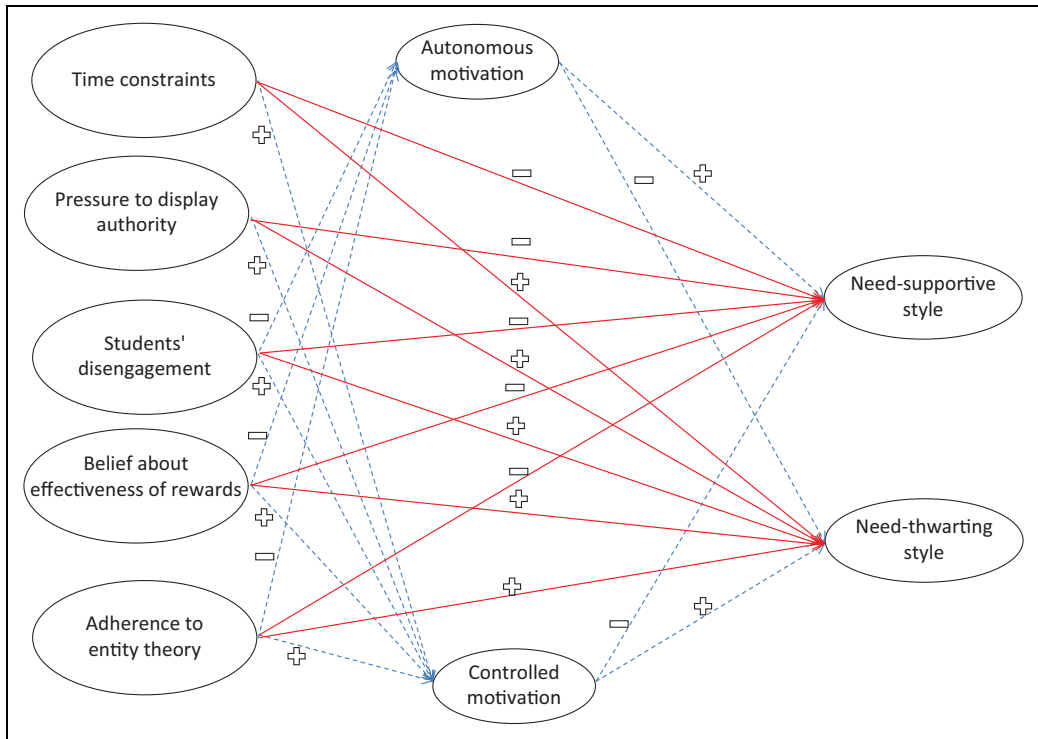 Time constraints
Autonomous
motivation
Pressure to display
authority
Need-supportive
style
Students'
disengagement
Belief about
effectiveness of rewards
Need-thwarting
style
Adherence to
entity theory
Controlled
motivation